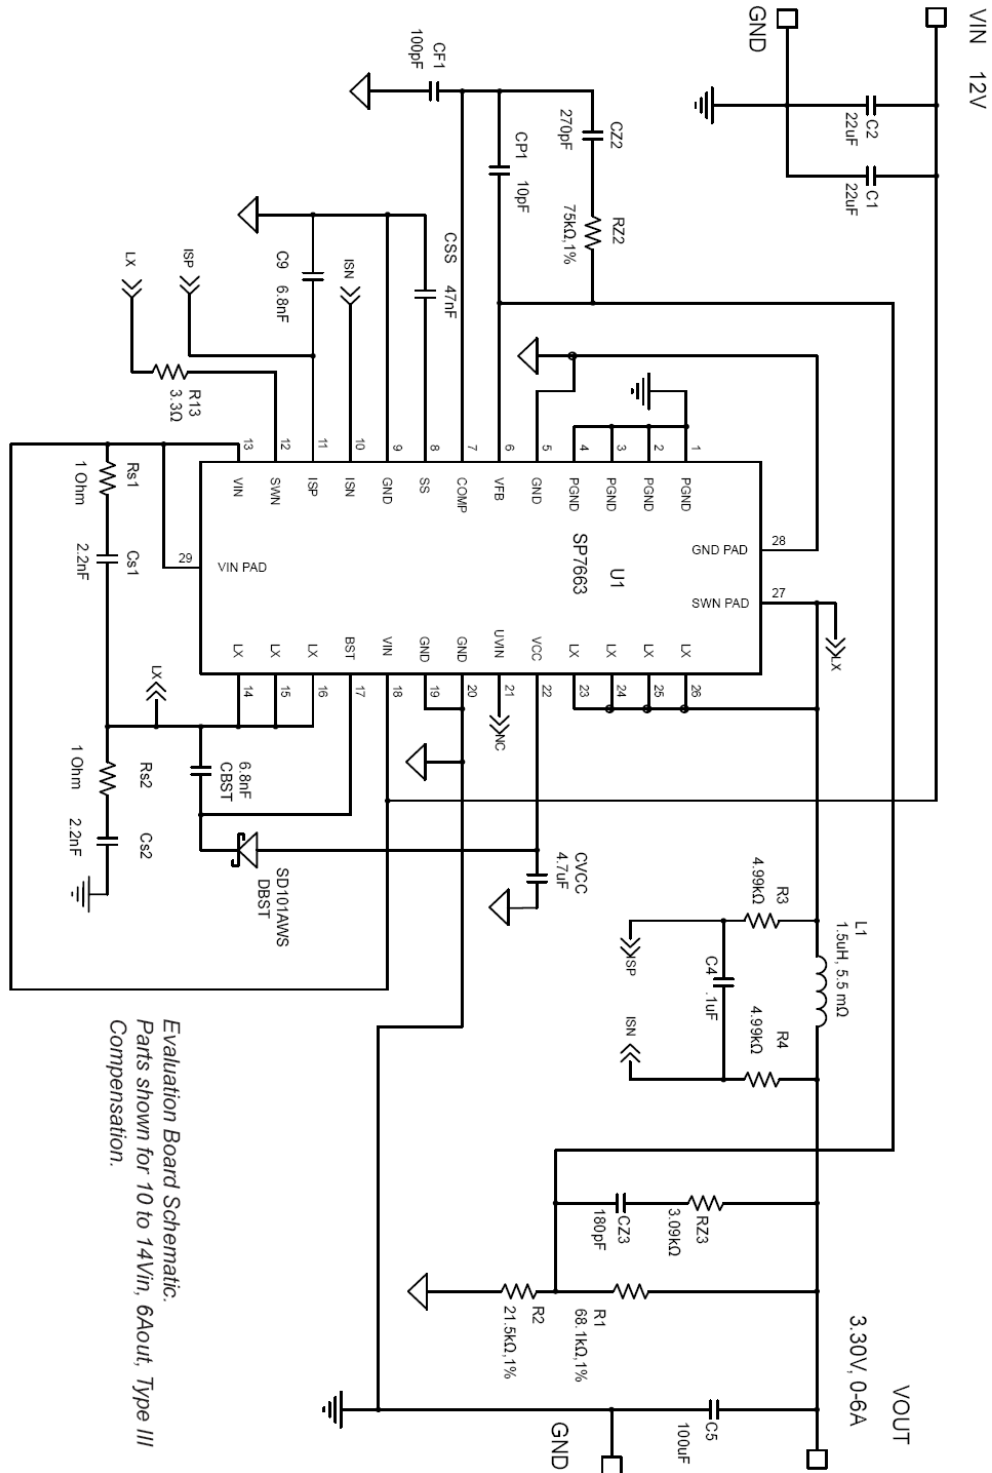 VIN 12V
GND
C2
22uF
C1
22uF
CF1
100pF
CZ2
270pF
RZ2
75kΩ,1%
CP1
10pF
CSS
47nF
C9
6.8nF
ISN
ISP
LX
R13
3.3Ω
13
12
11
10
9
8
7
6
5
4
3
2
1
VIN
SWN
ISP
ISN
GND
SS
COMP
VFB
GND
PGND
PGND
PGND
PGND
U1
SP7663
GND PAD
28
SWN PAD
27
29
VIN PAD
LX
LX
LX
LX
BST
VIN
GND
GND
UVIN
VCC
LX
LX
LX
LX
14
15
16
17
18
19
20
21
22
23
24
25
26
NC
LX
Rs1
1 Ohm
Cs1
2.2nF
Rs2
1 Ohm
Cs2
2.2nF
6.8nF
CBST
SD101AWS
DBST
CVCC
4.7uF
L1
1.5uH, 5.5 mΩ
R3
4.99kΩ
R4
4.99kΩ
C4
.1uF
ISP
ISN
RZ3
3.09kΩ
CZ3
180pF
R1
68.1kΩ,1%
R2
21.5kΩ,1%
C5
100uF
VOUT
3.30V, 0-6A
GND
Evaluation Board Schematic.
Parts shown for 10 to 14Vin, 6Aout, Type III
Compensation.